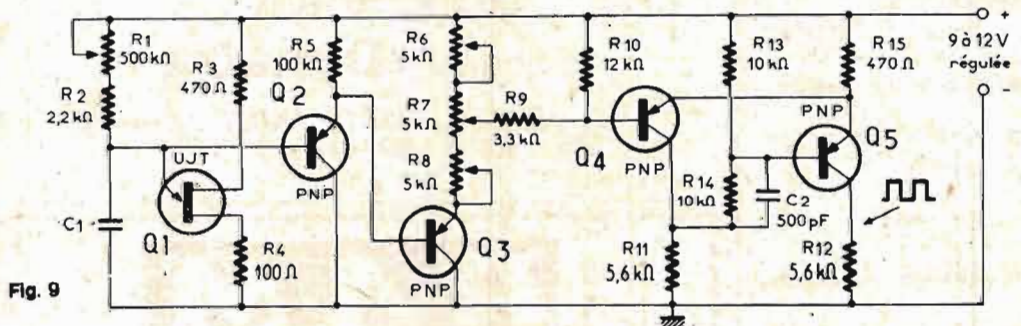 R1
500kΩ
R2
2,2kΩ
C1
UJT
Q1
R3
470Ω
R4
100Ω
R5
100kΩ
Q2
PNP
R6
5kΩ
R7
5kΩ
R8
5kΩ
Q3
PNP
R9
3,3kΩ
R10
12kΩ
Q4
PNP
R11
5,6kΩ
R13
10kΩ
R14
10kΩ
C2
500pF
R15
470Ω
PNP
Q5
R12
5,6kΩ
+
9 à 12V
régulée
-
Fig. 9